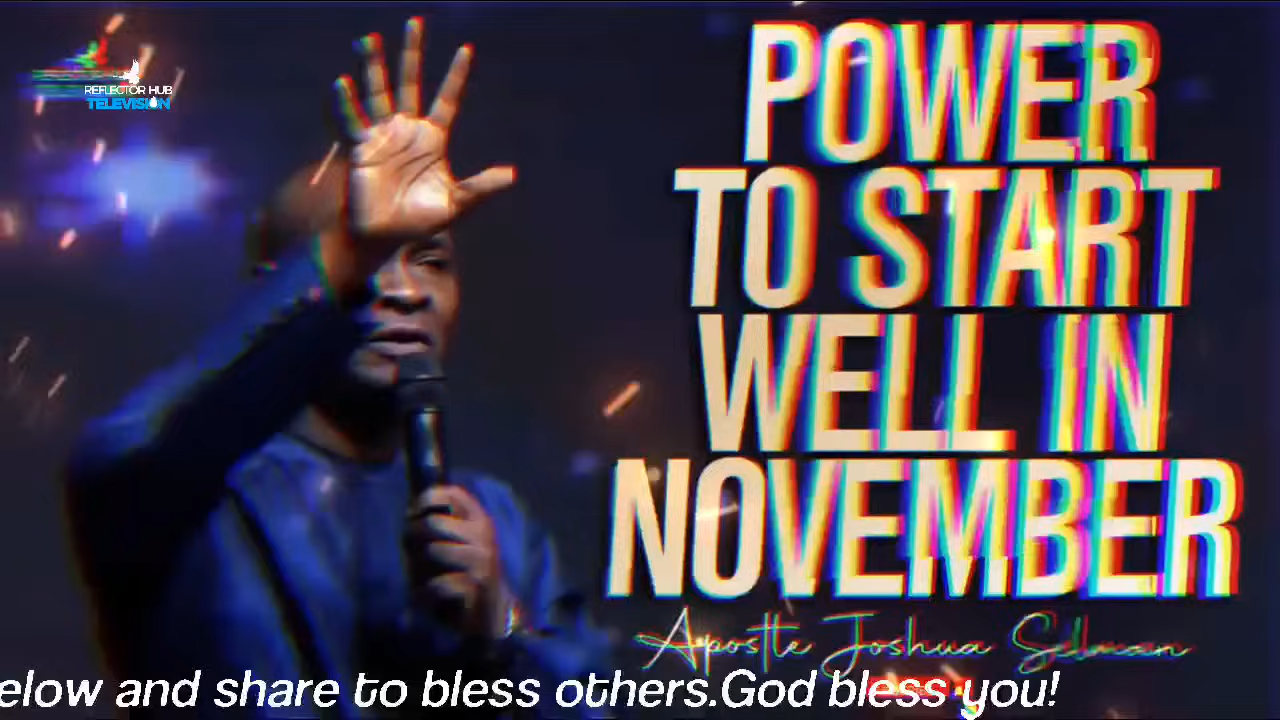 REFLECTOR HUB
TELEVISION
POWER
TO START
WELL IN
NOVEMBER
Apostle Joshua Selman
elow and share to bless others.God bless you!